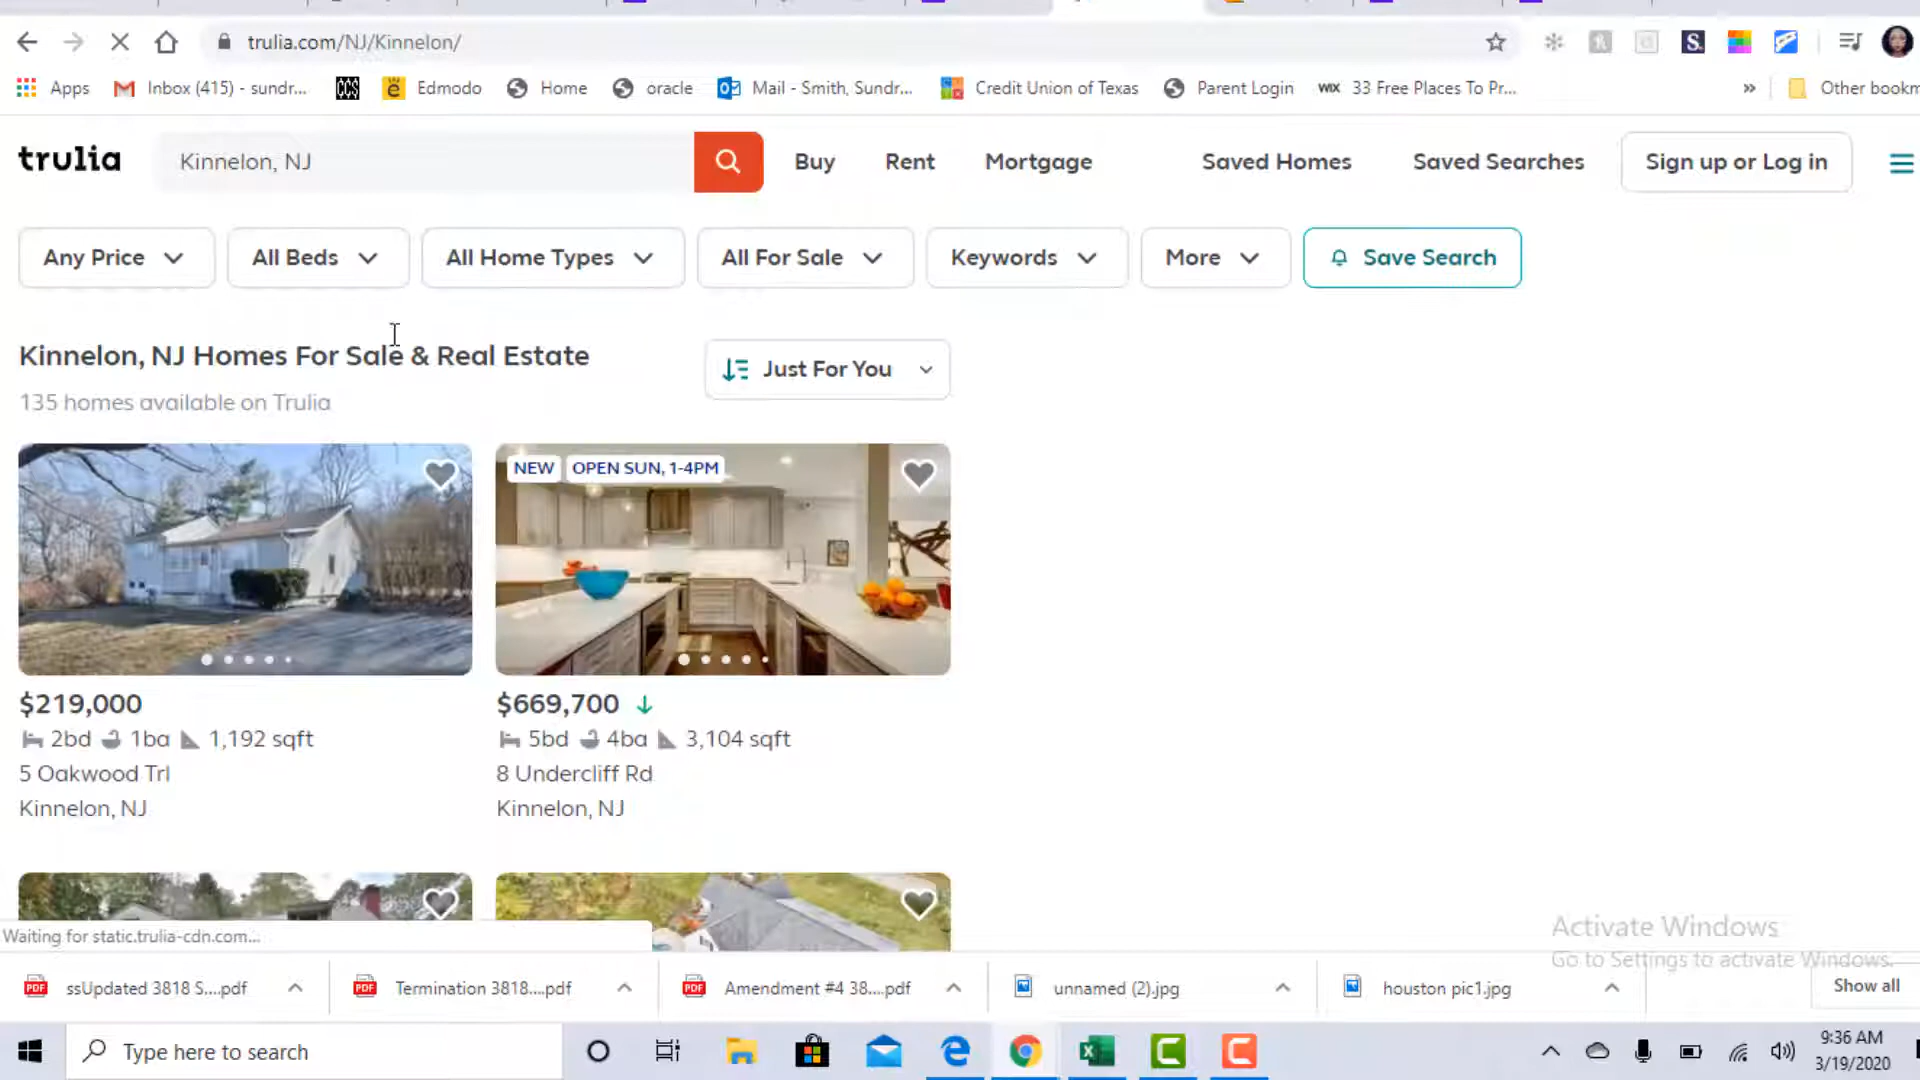 trulia.com/NJ/Kinnelon/
Apps
Inbox (415) - sundr...
CCS
Edmodo
Home
oracle
Mail - Smith, Sundr...
Credit Union of Texas
WIX
Parent Login
33 Free Places To Pr...
»
Other bookm
trulia
Kinnelon, NJ
Buy
Rent
Mortgage
Saved Homes
Saved Searches
Sign up or Log in
Any Price
All Beds
All Home Types
All For Sale
Keywords
More
Save Search
Kinnelon, NJ Homes For Sale & Real Estate
135 homes available on Trulia
Just For You
NEW
OPEN SUN, 1-4PM
$219,000
2bd 1ba 1,192 sqft
5 Oakwood Trl
Kinnelon, NJ
$669,700
5bd 4ba 3,104 sqft
8 Undercliff Rd
Kinnelon, NJ
Waiting for static.trulia-cdn.com...
Activate Windows
Go to Settings to activate Windows.
PDF
ssUpdated 3818 S....pdf
PDF
Termination 3818....pdf
PDF
Amendment #4 38....pdf
unnamed (2).jpg
houston pic1.jpg
Show all
Type here to search
9:36 AM
3/19/2020